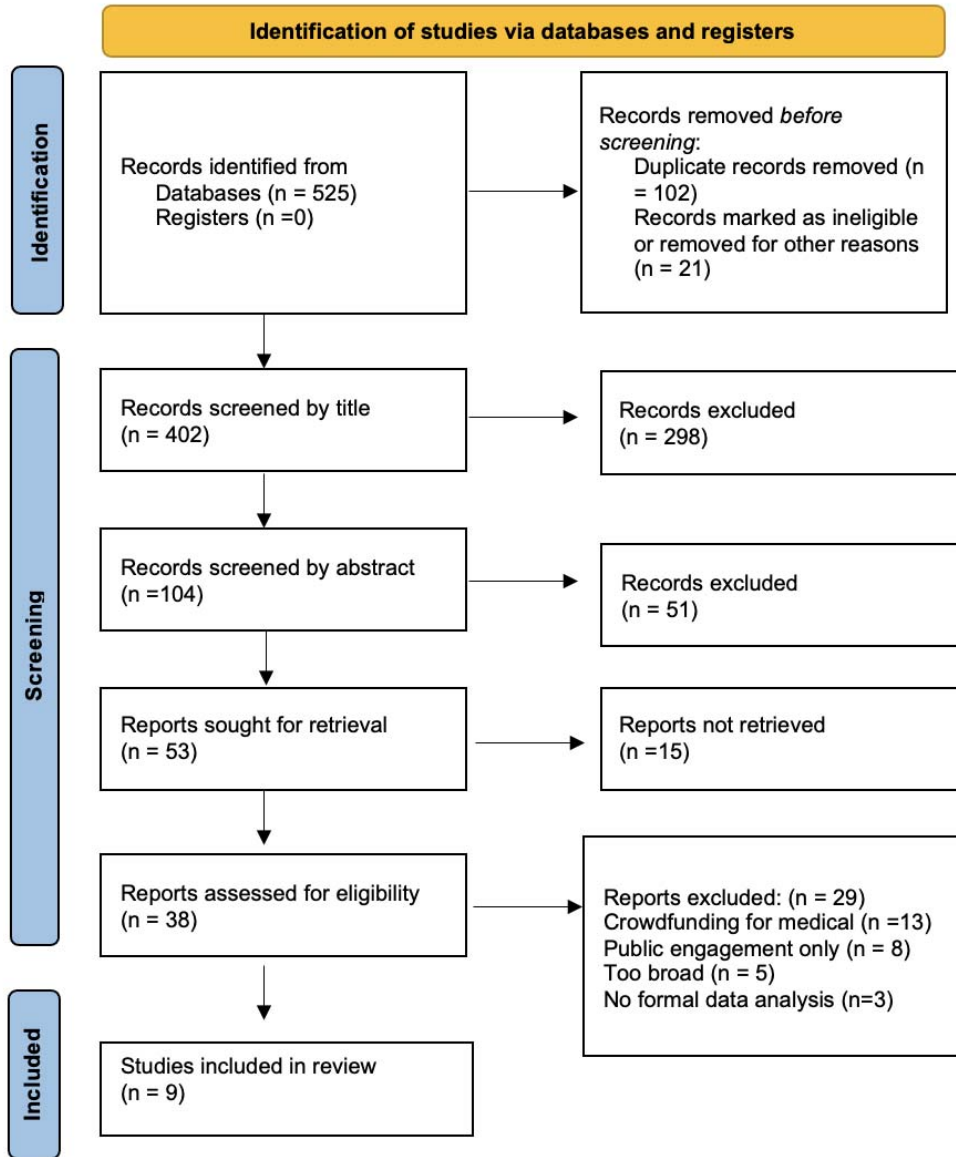 Identification of studies via databases and registers
Identification
Records identified from
Databases (n = 525)
Registers (n =0)
Records removed before
screening:
Duplicate records removed (n
= 102)
Records marked as ineligible
or removed for other reasons
(n = 21)
Screening
Records screened by title
(n = 402)
Records excluded
(n = 298)
Records screened by abstract
(n =104)
Records excluded
(n = 51)
Reports sought for retrieval
(n = 53)
Reports not retrieved
(n =15)
Reports assessed for eligibility
(n = 38)
Reports excluded: (n = 29)
Crowdfunding for medical (n =13)
Public engagement only (n = 8)
Too broad (n = 5)
No formal data analysis (n=3)
Included
Studies included in review
(n = 9)